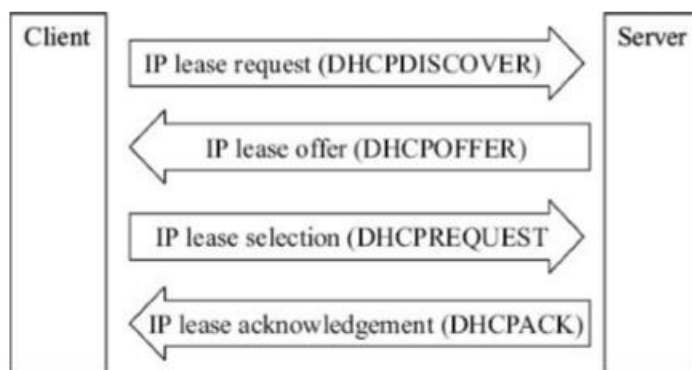 Client
Server
IP lease request (DHCPDISCOVER)
IP lease offer (DHCPOFFER)
IP lease selection (DHCPREQUEST
IP lease acknowledgement (DHCPACK)